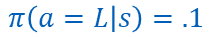 π(a = L|s) = .1